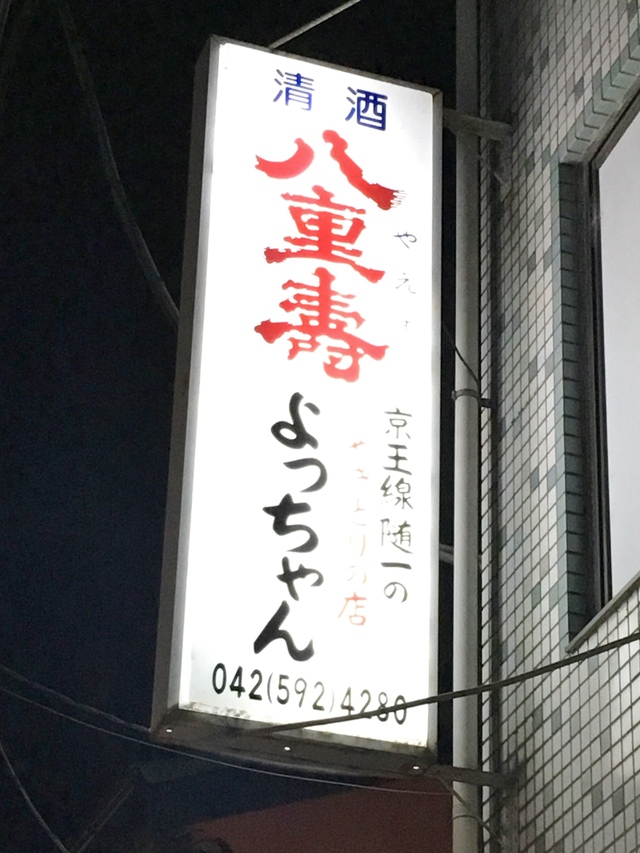 清酒
八重寿
やえす
よっちゃん
京王線随一の
やきとりの店
042(592)4280